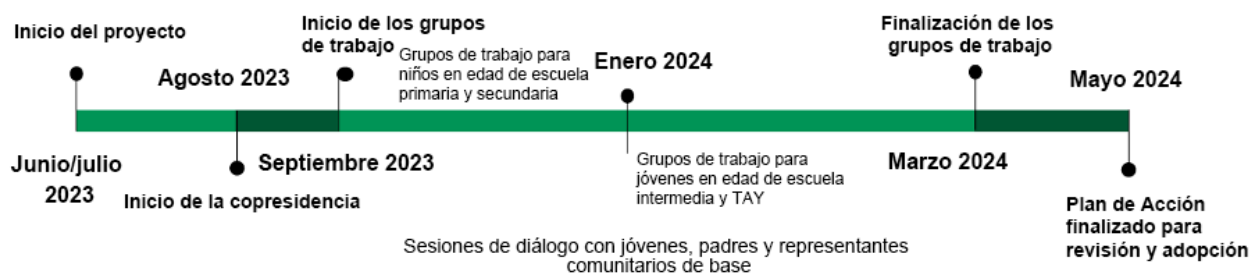 Inicio del proyecto
Agosto 2023
Inicio de los grupos
de trabajo
Grupos de trabajo para
niños en edad de escuela
primaria y secundaria
Enero 2024
Finalización de los
grupos de trabajo
Mayo 2024
Junio/julio
2023
Inicio de la copresidencia
Septiembre 2023
Grupos de trabajo para
jóvenes en edad de escuela
intermedia y TAY
Marzo 2024
Plan de Acción
finalizado para
revisión y adopción
Sesiones de diálogo con jóvenes, padres y representantes
comunitarios de base